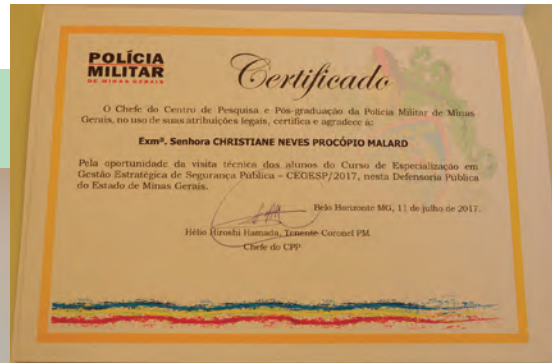 POLÍCIA
MILITAR
DE MINAS GERAIS
Certificado
O Chefe do Centro de Pesquisa e Pós-graduação da Polícia Militar de Minas
Gerais, no uso de suas atribuições legais, certifica e agradece à:
Exmª. Senhora CHRISTIANE NEVES PROCÓPIO MALARD
Pela oportunidade da visita técnica dos alunos do Curso de Especialização em
Gestão Estratégica de Segurança Pública – CEGESP/2017, nesta Defensoria Pública
do Estado de Minas Gerais.
Belo Horizonte MG, 11 de julho de 2017.
Hélio Hiroshi Hamada, Tenente-Coronel PM
Chefe do CPP